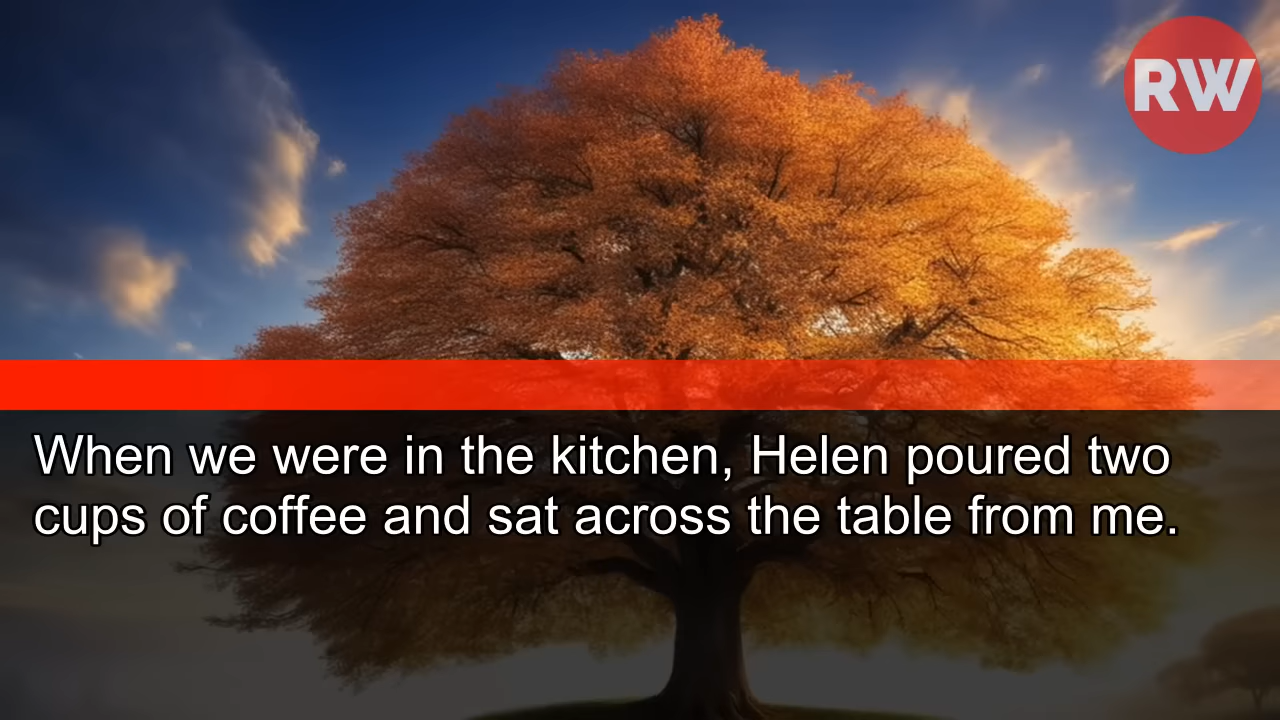 RW
When we were in the kitchen, Helen poured two
cups of coffee and sat across the table from me.